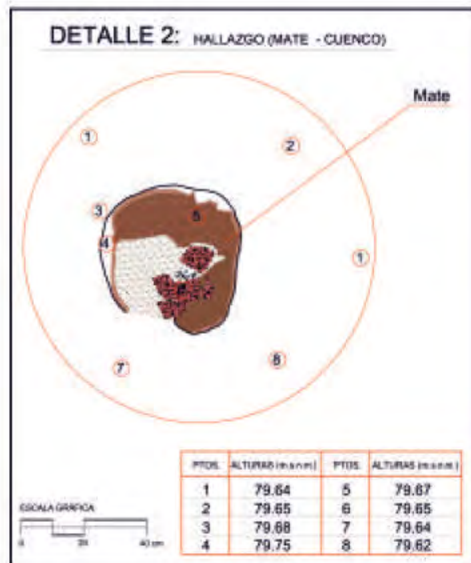 DETALLE 2: HALLAZGO (MATE - CUENCO)
Mate
1
2
3
5
4
1
7
8
PTOS. ALTURAS (m s n m) PTOS. ALTURAS (m s n m)
1 79.64 5 79.67
2 79.65 6 79.65
3 79.68 7 79.64
4 79.75 8 79.62
ESCALA GRÁFICA
0 20 40 cm